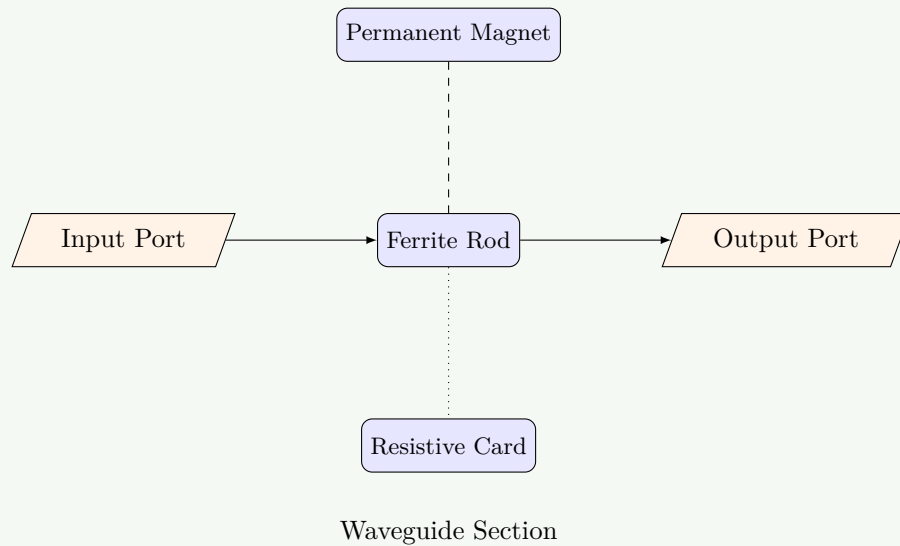 Permanent Magnet
Input Port
Ferrite Rod
Output Port
Resistive Card
Waveguide Section